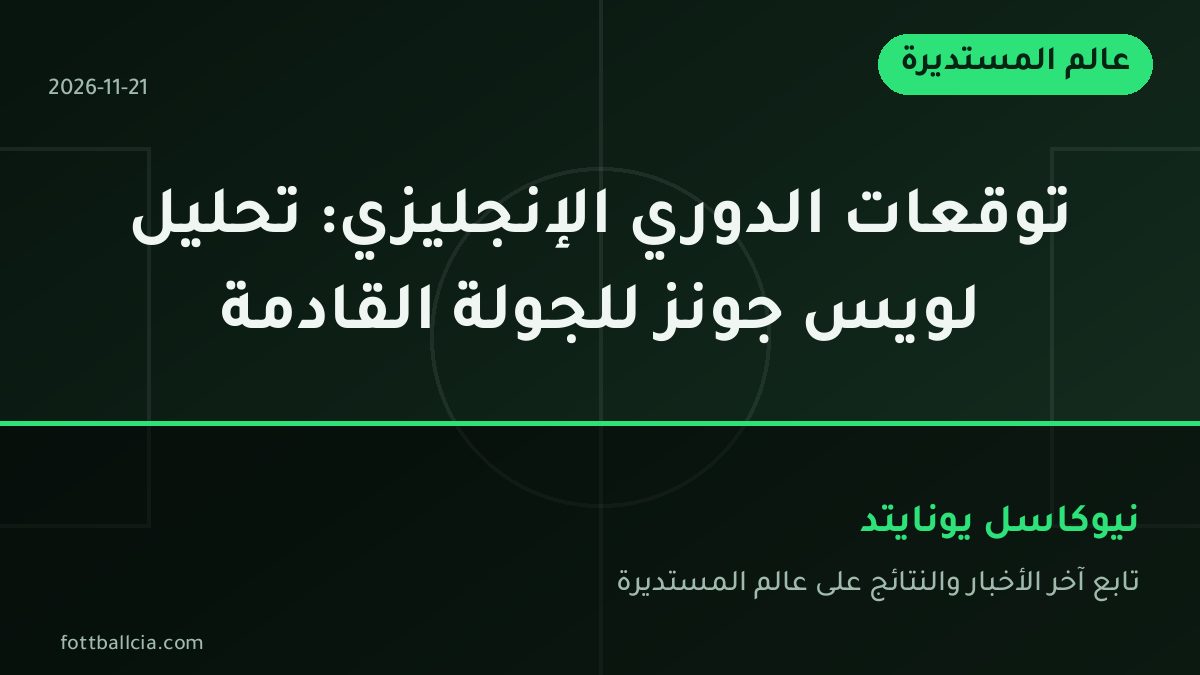 عالم المستديرة
2026-11-21
توقعات الدوري الإنجليزي: تحليل
لويس جونز للجولة القادمة
نيوكاسل يونايتد
تابع آخر الأخبار والنتائج على عالم المستديرة
fottballcia.com